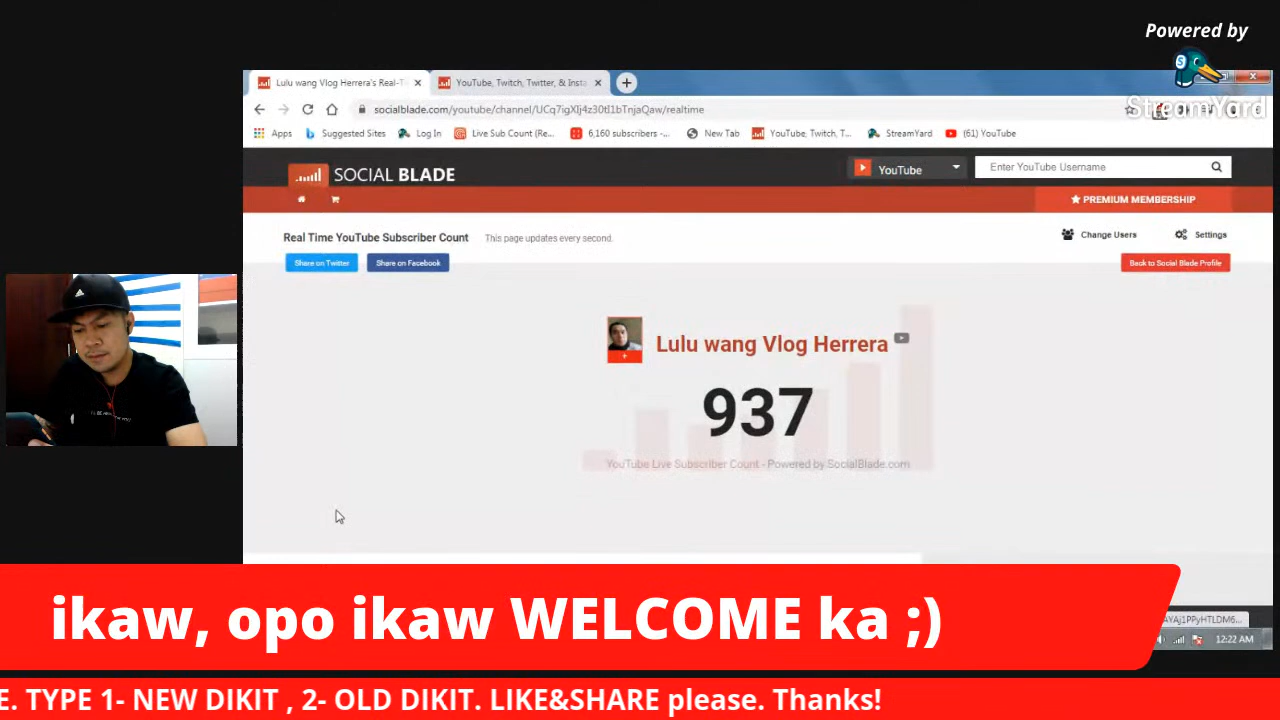 Powered by
StreamYard
Lulu wang Vlog Herrera's Real-T
YouTube, Twitch, Twitter, & Insta
socialblade.com/youtube/channel/UCq7igXlj4z30tl1bTnjaQaw/realtime
Apps
Suggested Sites
Log In
Live Sub Count (Re...
6,160 subscribers -...
New Tab
YouTube, Twitch, T...
StreamYard
(61) YouTube
SOCIAL BLADE
YouTube
Enter YouTube Username
PREMIUM MEMBERSHIP
Real Time YouTube Subscriber Count
This page updates every second.
Change Users
Settings
Share on Twitter
Share on Facebook
Back to Social Blade Profile
Lulu wang Vlog Herrera
937
YouTube Live Subscriber Count - Powered by SocialBlade.com
ikaw, opo ikaw WELCOME ka ;)
12:22 AM
E. TYPE 1- NEW DIKIT , 2- OLD DIKIT. LIKE&SHARE please. Thanks!